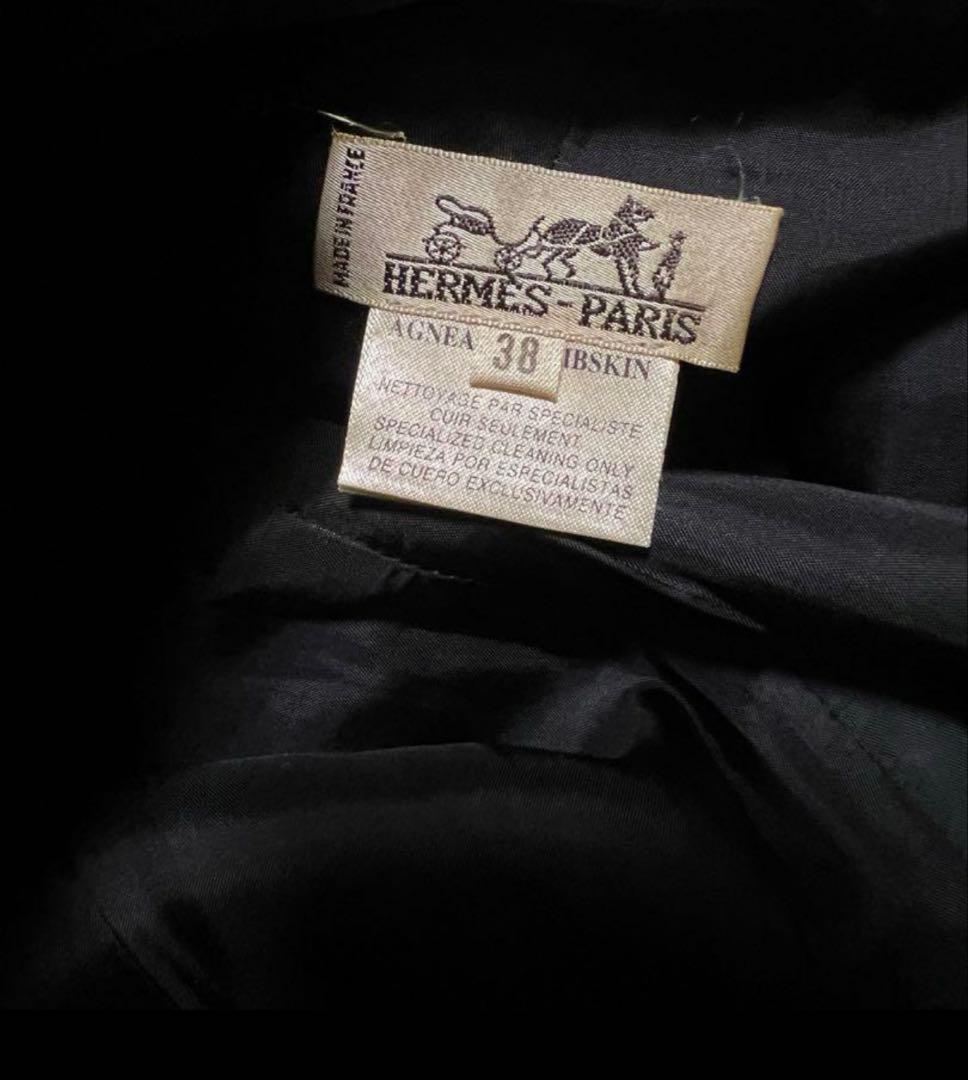 MADE IN FRANCE
HERMÈS-PARIS
AGNEA 38 IBSKIN
NETTOYAGE PAR SPECIALISTE
CUIR SEULEMENT
SPECIALIZED CLEANING ONLY
LIMPIEZA POR ESPECIALISTAS
DE CUERO EXCLUSIVAMENTE